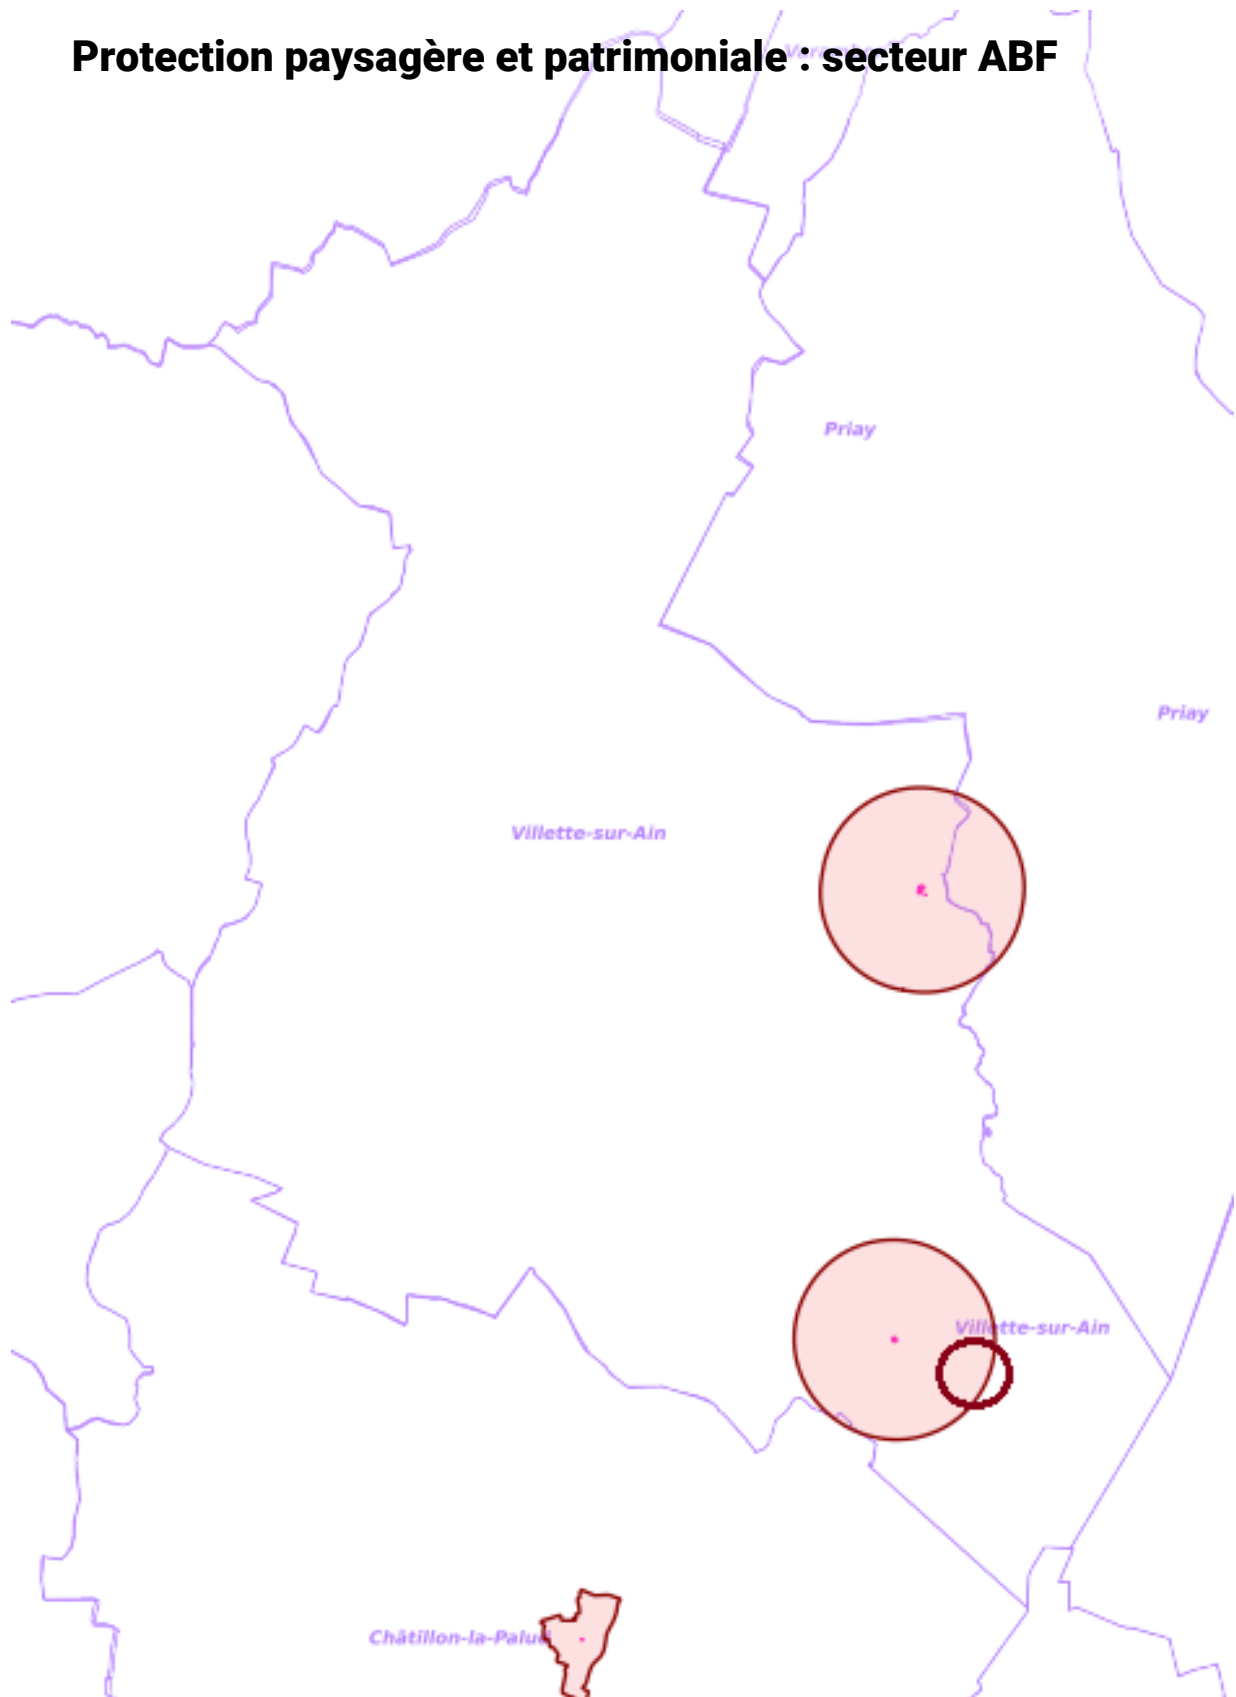 Protection paysagère et patrimoniale : secteur ABF
Priay
Priay
Villette-sur-Ain
Villette-sur-Ain
Châtillon-la-Palud